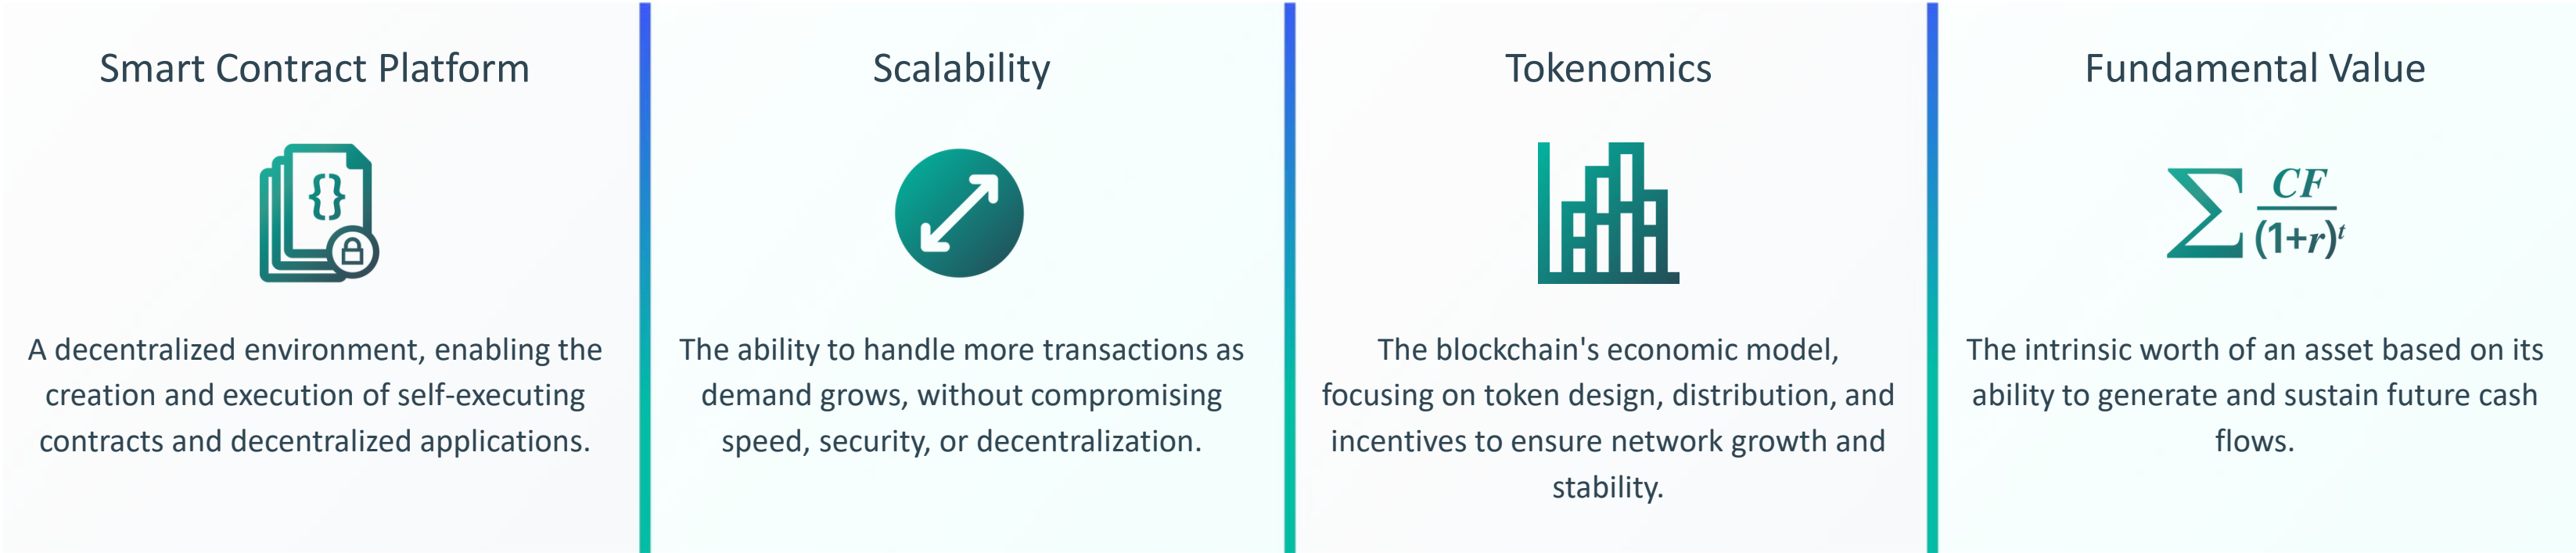 Smart Contract Platform
{}
A decentralized environment, enabling the
creation and execution of self-executing
contracts and decentralized applications.
Scalability
The ability to handle more transactions as
demand grows, without compromising
speed, security, or decentralization.
Tokenomics
The blockchain's economic model,
focusing on token design, distribution, and
incentives to ensure network growth and
stability.
Fundamental Value
∑ CF
(1+r)ᵗ
The intrinsic worth of an asset based on its
ability to generate and sustain future cash
flows.